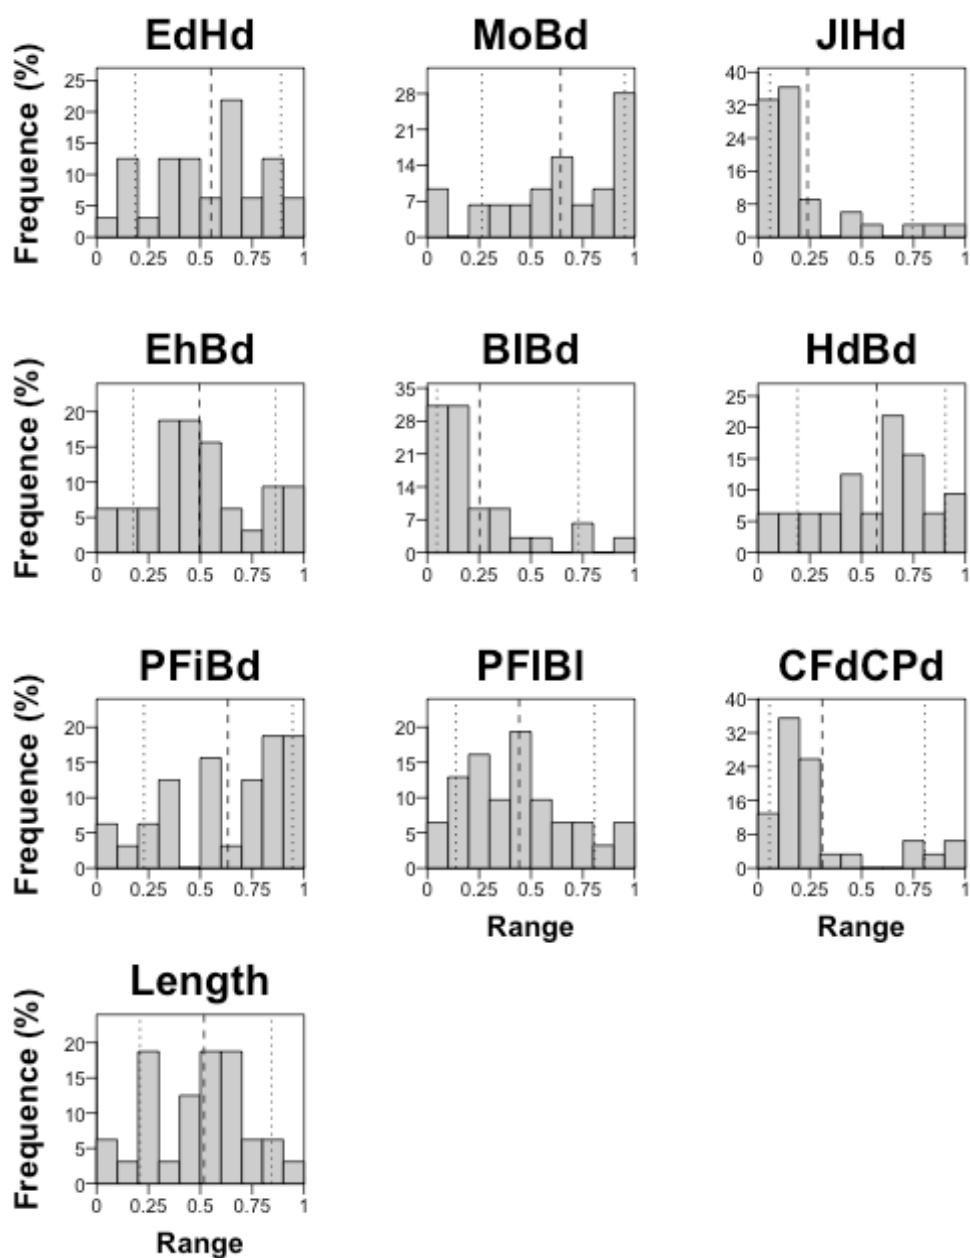 EdHd MoBd JlHd
Frequence (%)
25 20 15 10 5 0
0 0.25 0.5 0.75 1
28 21 14 7 0
0 0.25 0.5 0.75 1
40 32 24 16 8 0
0 0.25 0.5 0.75 1
EhBd BlBd HdBd
Frequence (%)
20 15 10 5 0
0 0.25 0.5 0.75 1
35 28 21 14 7 0
0 0.25 0.5 0.75 1
25 20 15 10 5 0
0 0.25 0.5 0.75 1
PFiBd PFlBl CFdCPd
Frequence (%)
20 15 10 5 0
0 0.25 0.5 0.75 1
20 15 10 5 0
0 0.25 0.5 0.75 1
40 32 24 16 8 0
0 0.25 0.5 0.75 1
Range Range
Length
Frequence (%)
20 15 10 5 0
0 0.25 0.5 0.75 1
Range